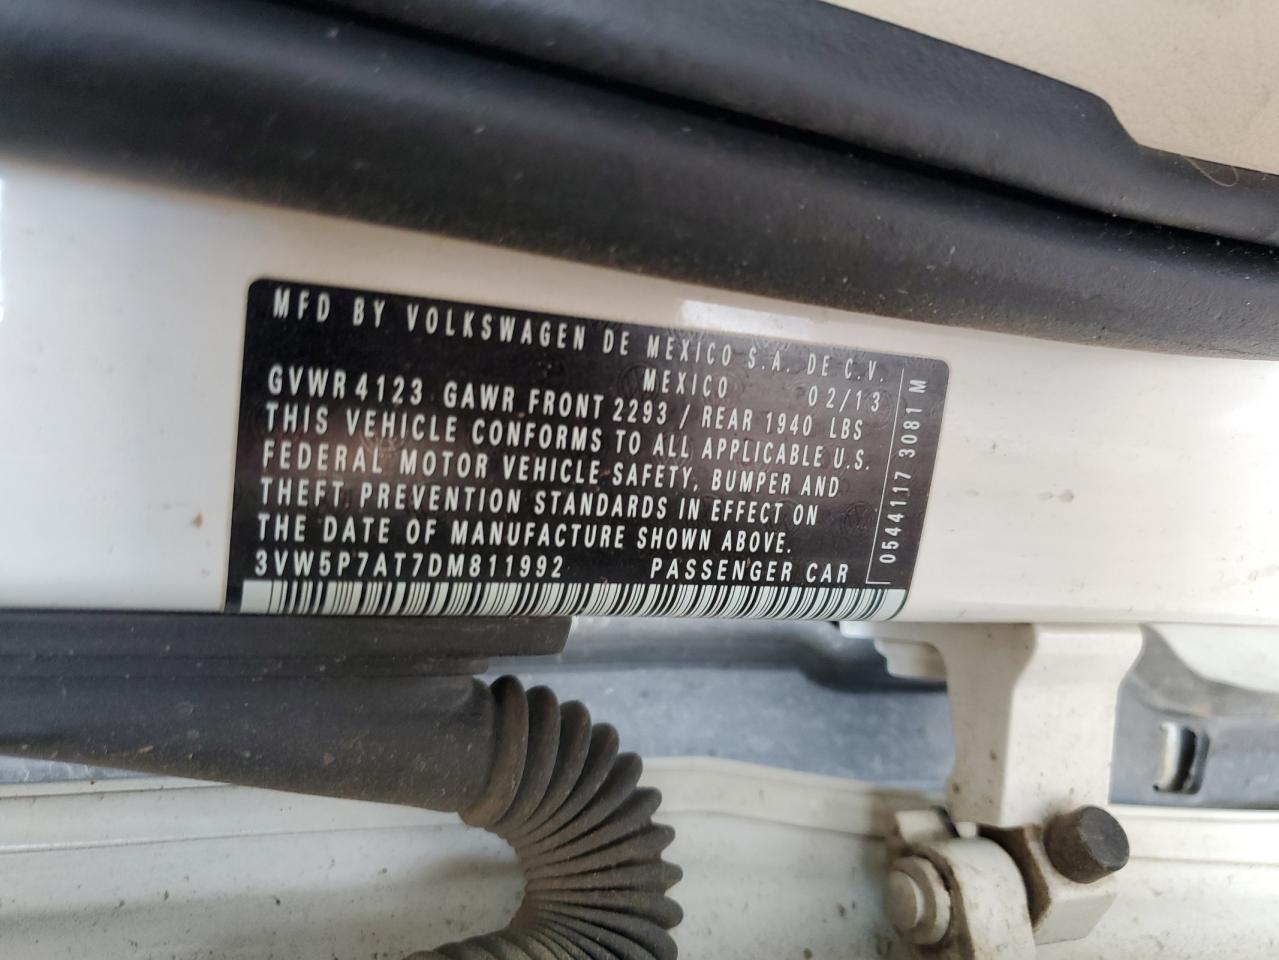 MFD BY VOLKSWAGEN DE MEXICO S.A. DE C.V.
MEXICO 02/13
GVWR 4123 GAWR FRONT 2293 / REAR 1940 LBS
THIS VEHICLE CONFORMS TO ALL APPLICABLE U.S.
FEDERAL MOTOR VEHICLE SAFETY, BUMPER AND
THEFT PREVENTION STANDARDS IN EFFECT ON
THE DATE OF MANUFACTURE SHOWN ABOVE.
3VW5P7AT7DM811992 PASSENGER CAR
0544117 3081 M